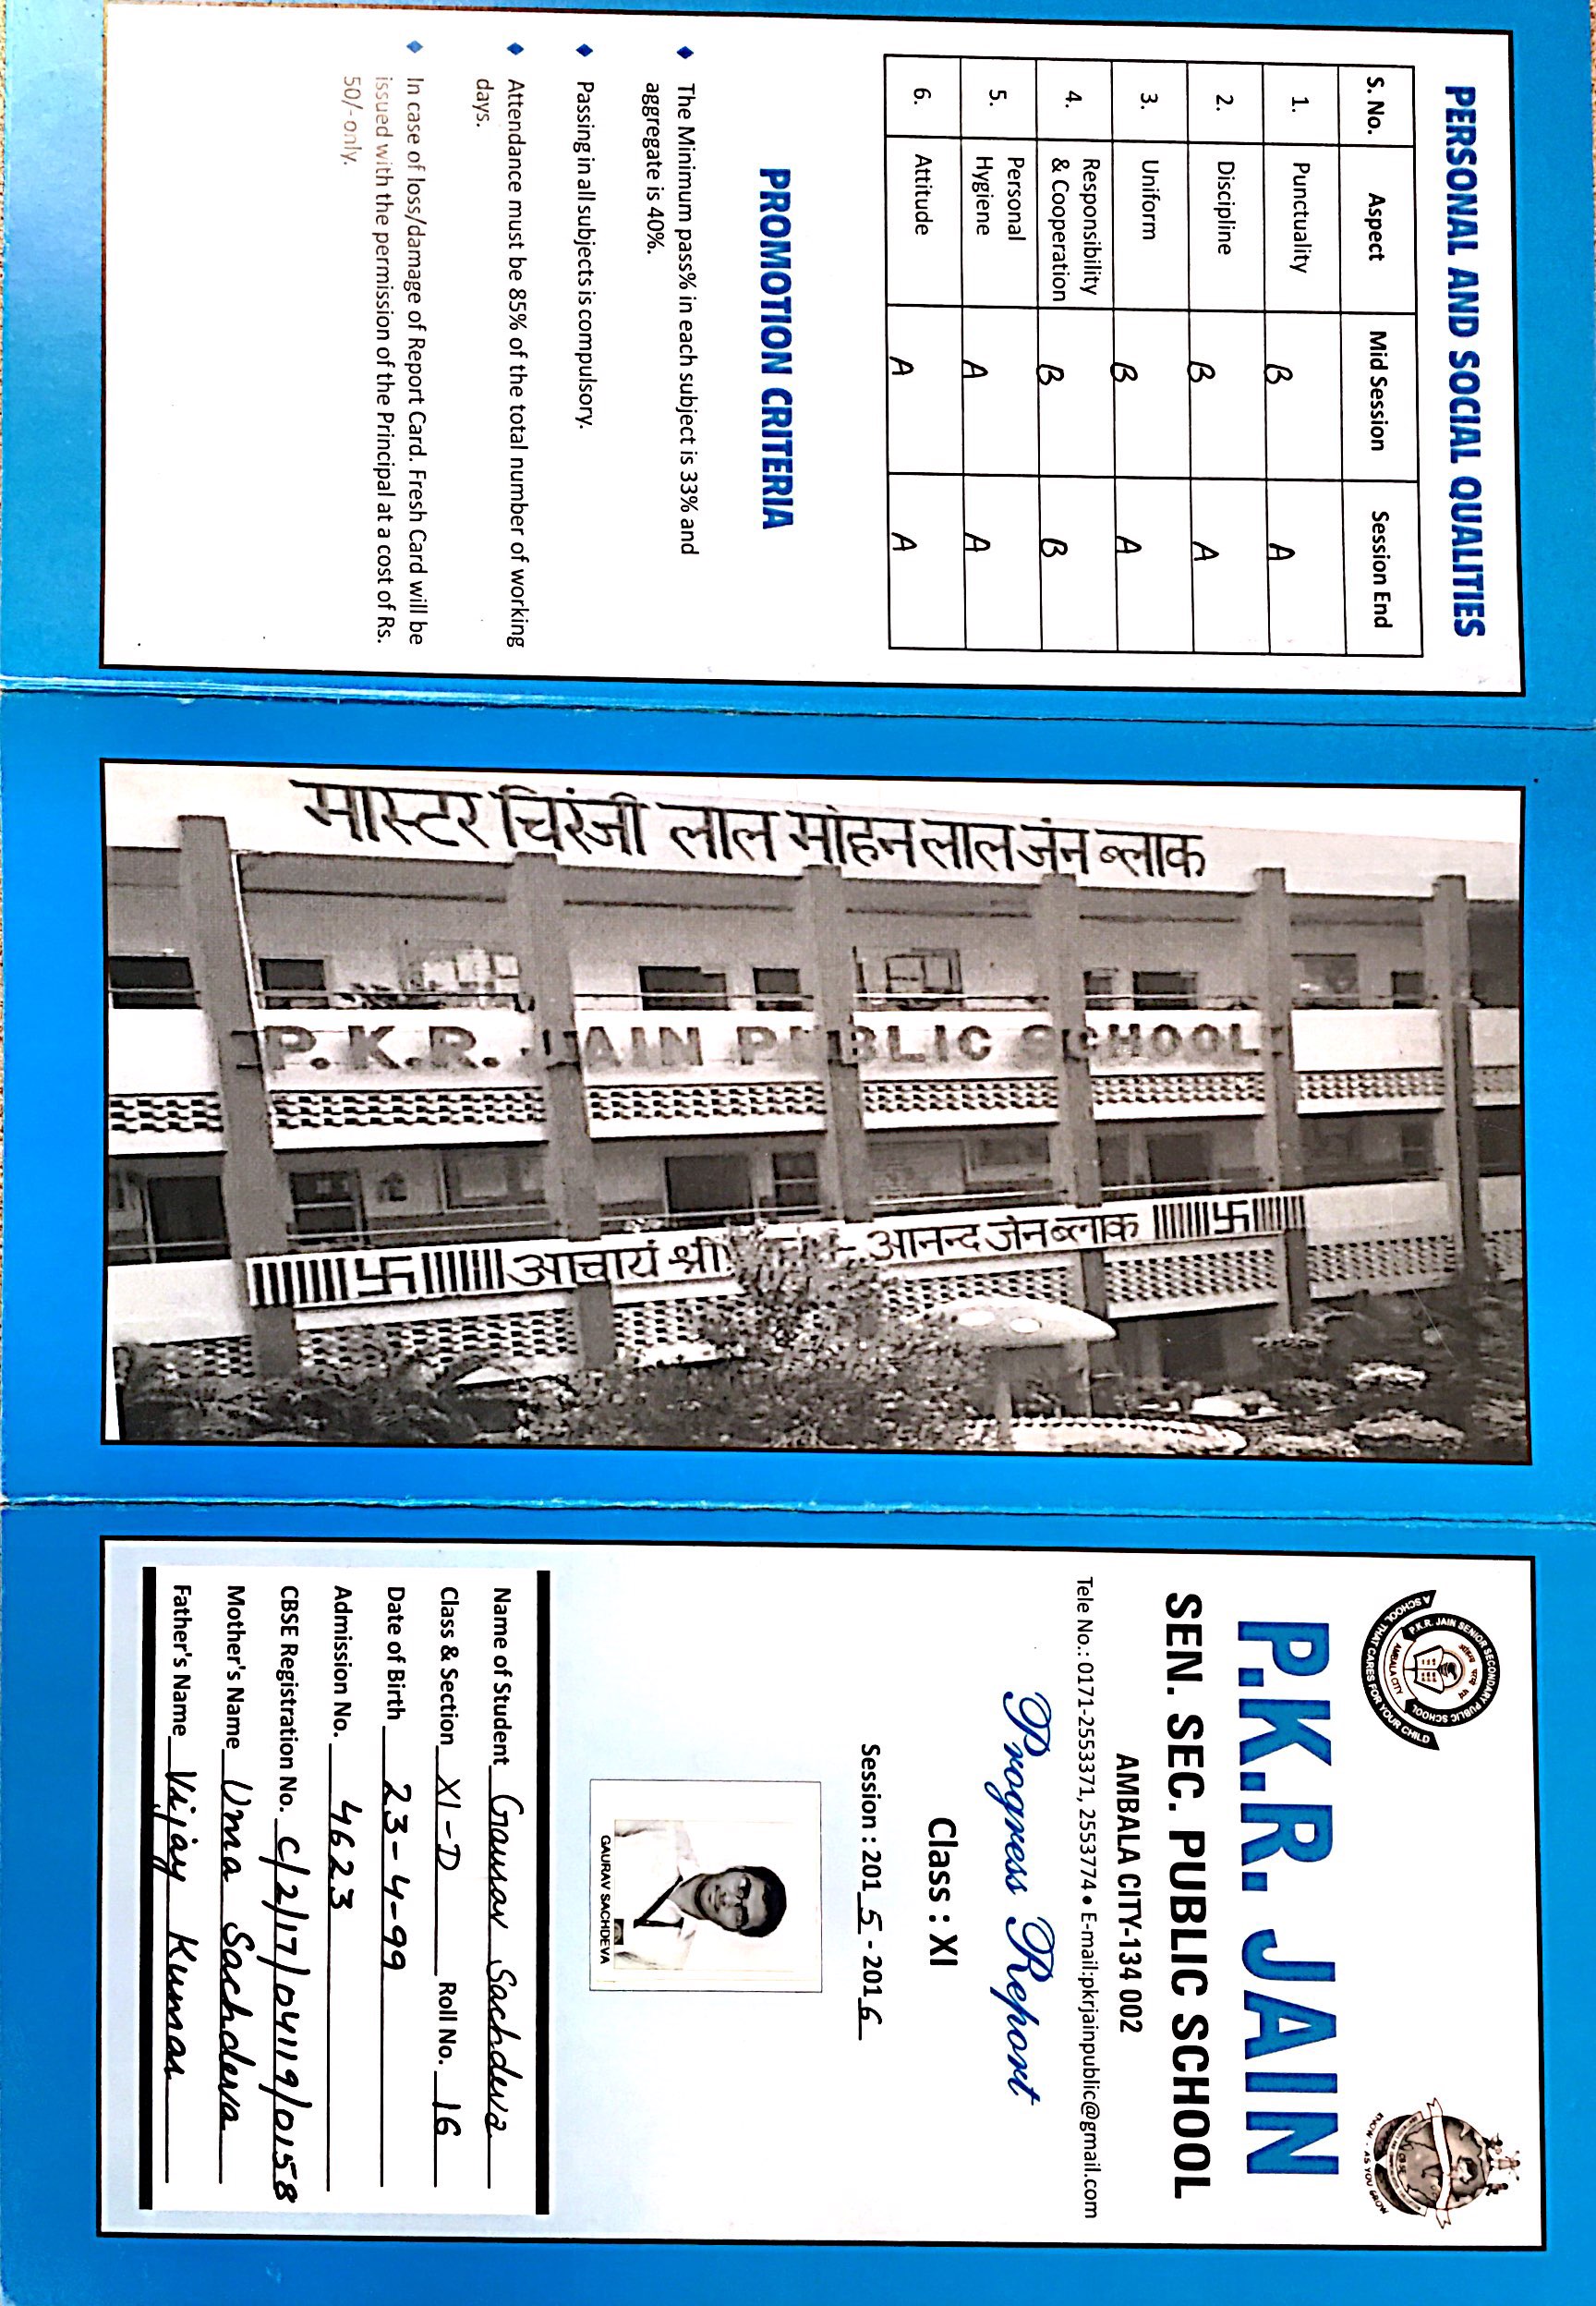 PERSONAL AND SOCIAL QUALITIES
S. No. Aspect Mid Session Session End
1. Punctuality B A
2. Discipline B A
3. Uniform B A
4. Responsibility & Cooperation B B
5. Personal Hygiene A A
6. Attitude A A
PROMOTION CRITERIA
The Minimum pass% in each subject is 33% and
aggregate is 40%.
Passing in all subjects is compulsory.
Attendance must be 85% of the total number of working
days.
In case of loss/damage of Report Card. Fresh Card will be
issued with the permission of the Principal at a cost of Rs.
50/- only.
मास्टर चिरंजी लाल मोहन लाल जैन ब्लाक
P.K.R. JAIN PUBLIC SCHOOL
आचार्य श्री आनन्द जैन ब्लाक
P.K.R. JAIN SENIOR SECONDARY PUBLIC SCHOOL
AMBALA CITY
A SCHOOL THAT CARES FOR YOUR CHILD
KNOW - AS YOU GROW
P.K.R. JAIN
SEN. SEC. PUBLIC SCHOOL
AMBALA CITY-134 002
Tele No.: 0171-2553371, 2553774 • E-mail:pkrjainpublic@gmail.com
Progress Report
Class : XI
Session : 2015 - 2016
GAURAV SACHDEVA
Name of Student Gaurav Sachdeva
Class & Section XI-D Roll No. 16
Date of Birth 23-4-99
Admission No. 4623
CBSE Registration No. C/2/17/04119/0158
Mother's Name Uma Sachdeva
Father's Name Vijay Kumar